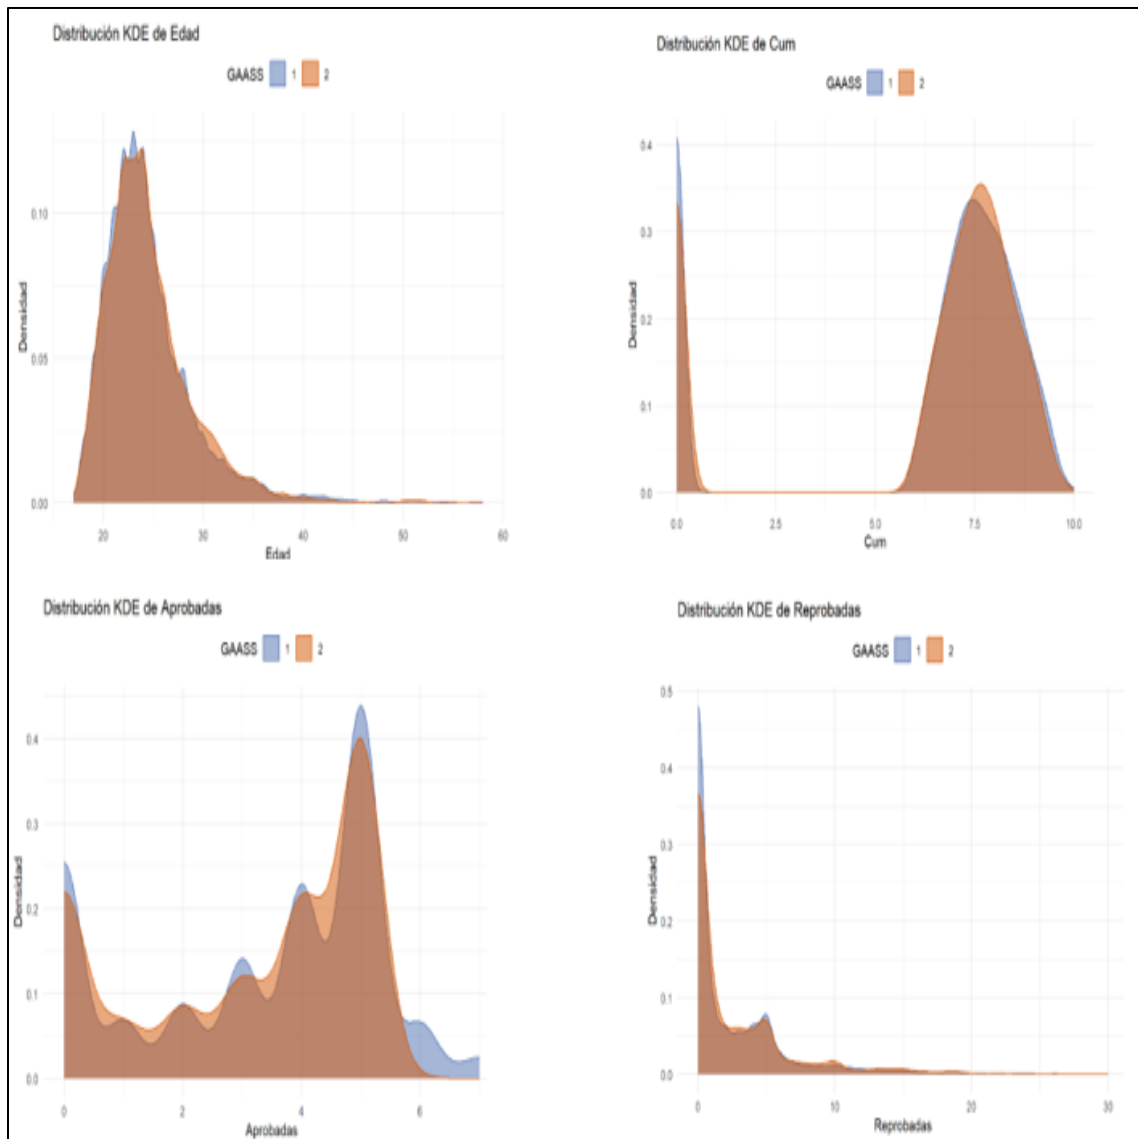 Distribución KDE de Edad
GAASS 1 2
Densidad
0.10
0.05
0.00
20 30 40 50 60
Edad
Distribución KDE de Cum
GAASS 1 2
Densidad
0.4
0.3
0.2
0.1
0.0
0.0 2.5 5.0 7.5 10.0
Cum
Distribución KDE de Aprobadas
GAASS 1 2
Densidad
0.4
0.3
0.2
0.1
0.0
0 2 4 6
Aprobadas
Distribución KDE de Reprobadas
GAASS 1 2
Densidad
0.5
0.4
0.3
0.2
0.1
0.0
0 10 20 30
Reprobadas